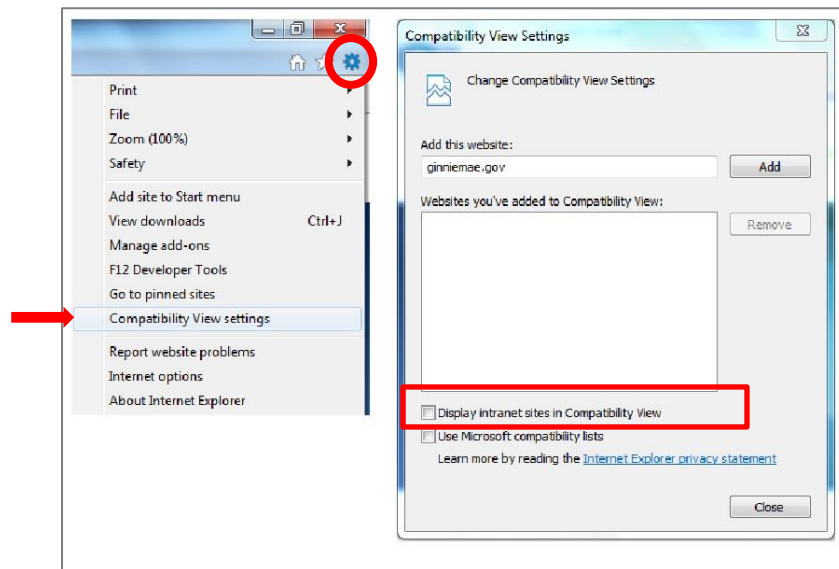 Print
File
Zoom (100%)
Safety
Add site to Start menu
View downloads Ctrl+J
Manage add-ons
F12 Developer Tools
Go to pinned sites
Compatibility View settings
Report website problems
Internet options
About Internet Explorer
Compatibility View Settings
Change Compatibility View Settings
Add this website:
ginniemae.gov Add
Websites you've added to Compatibility View:
Remove
Display intranet sites in Compatibility View
Use Microsoft compatibility lists
Learn more by reading the Internet Explorer privacy statement
Close